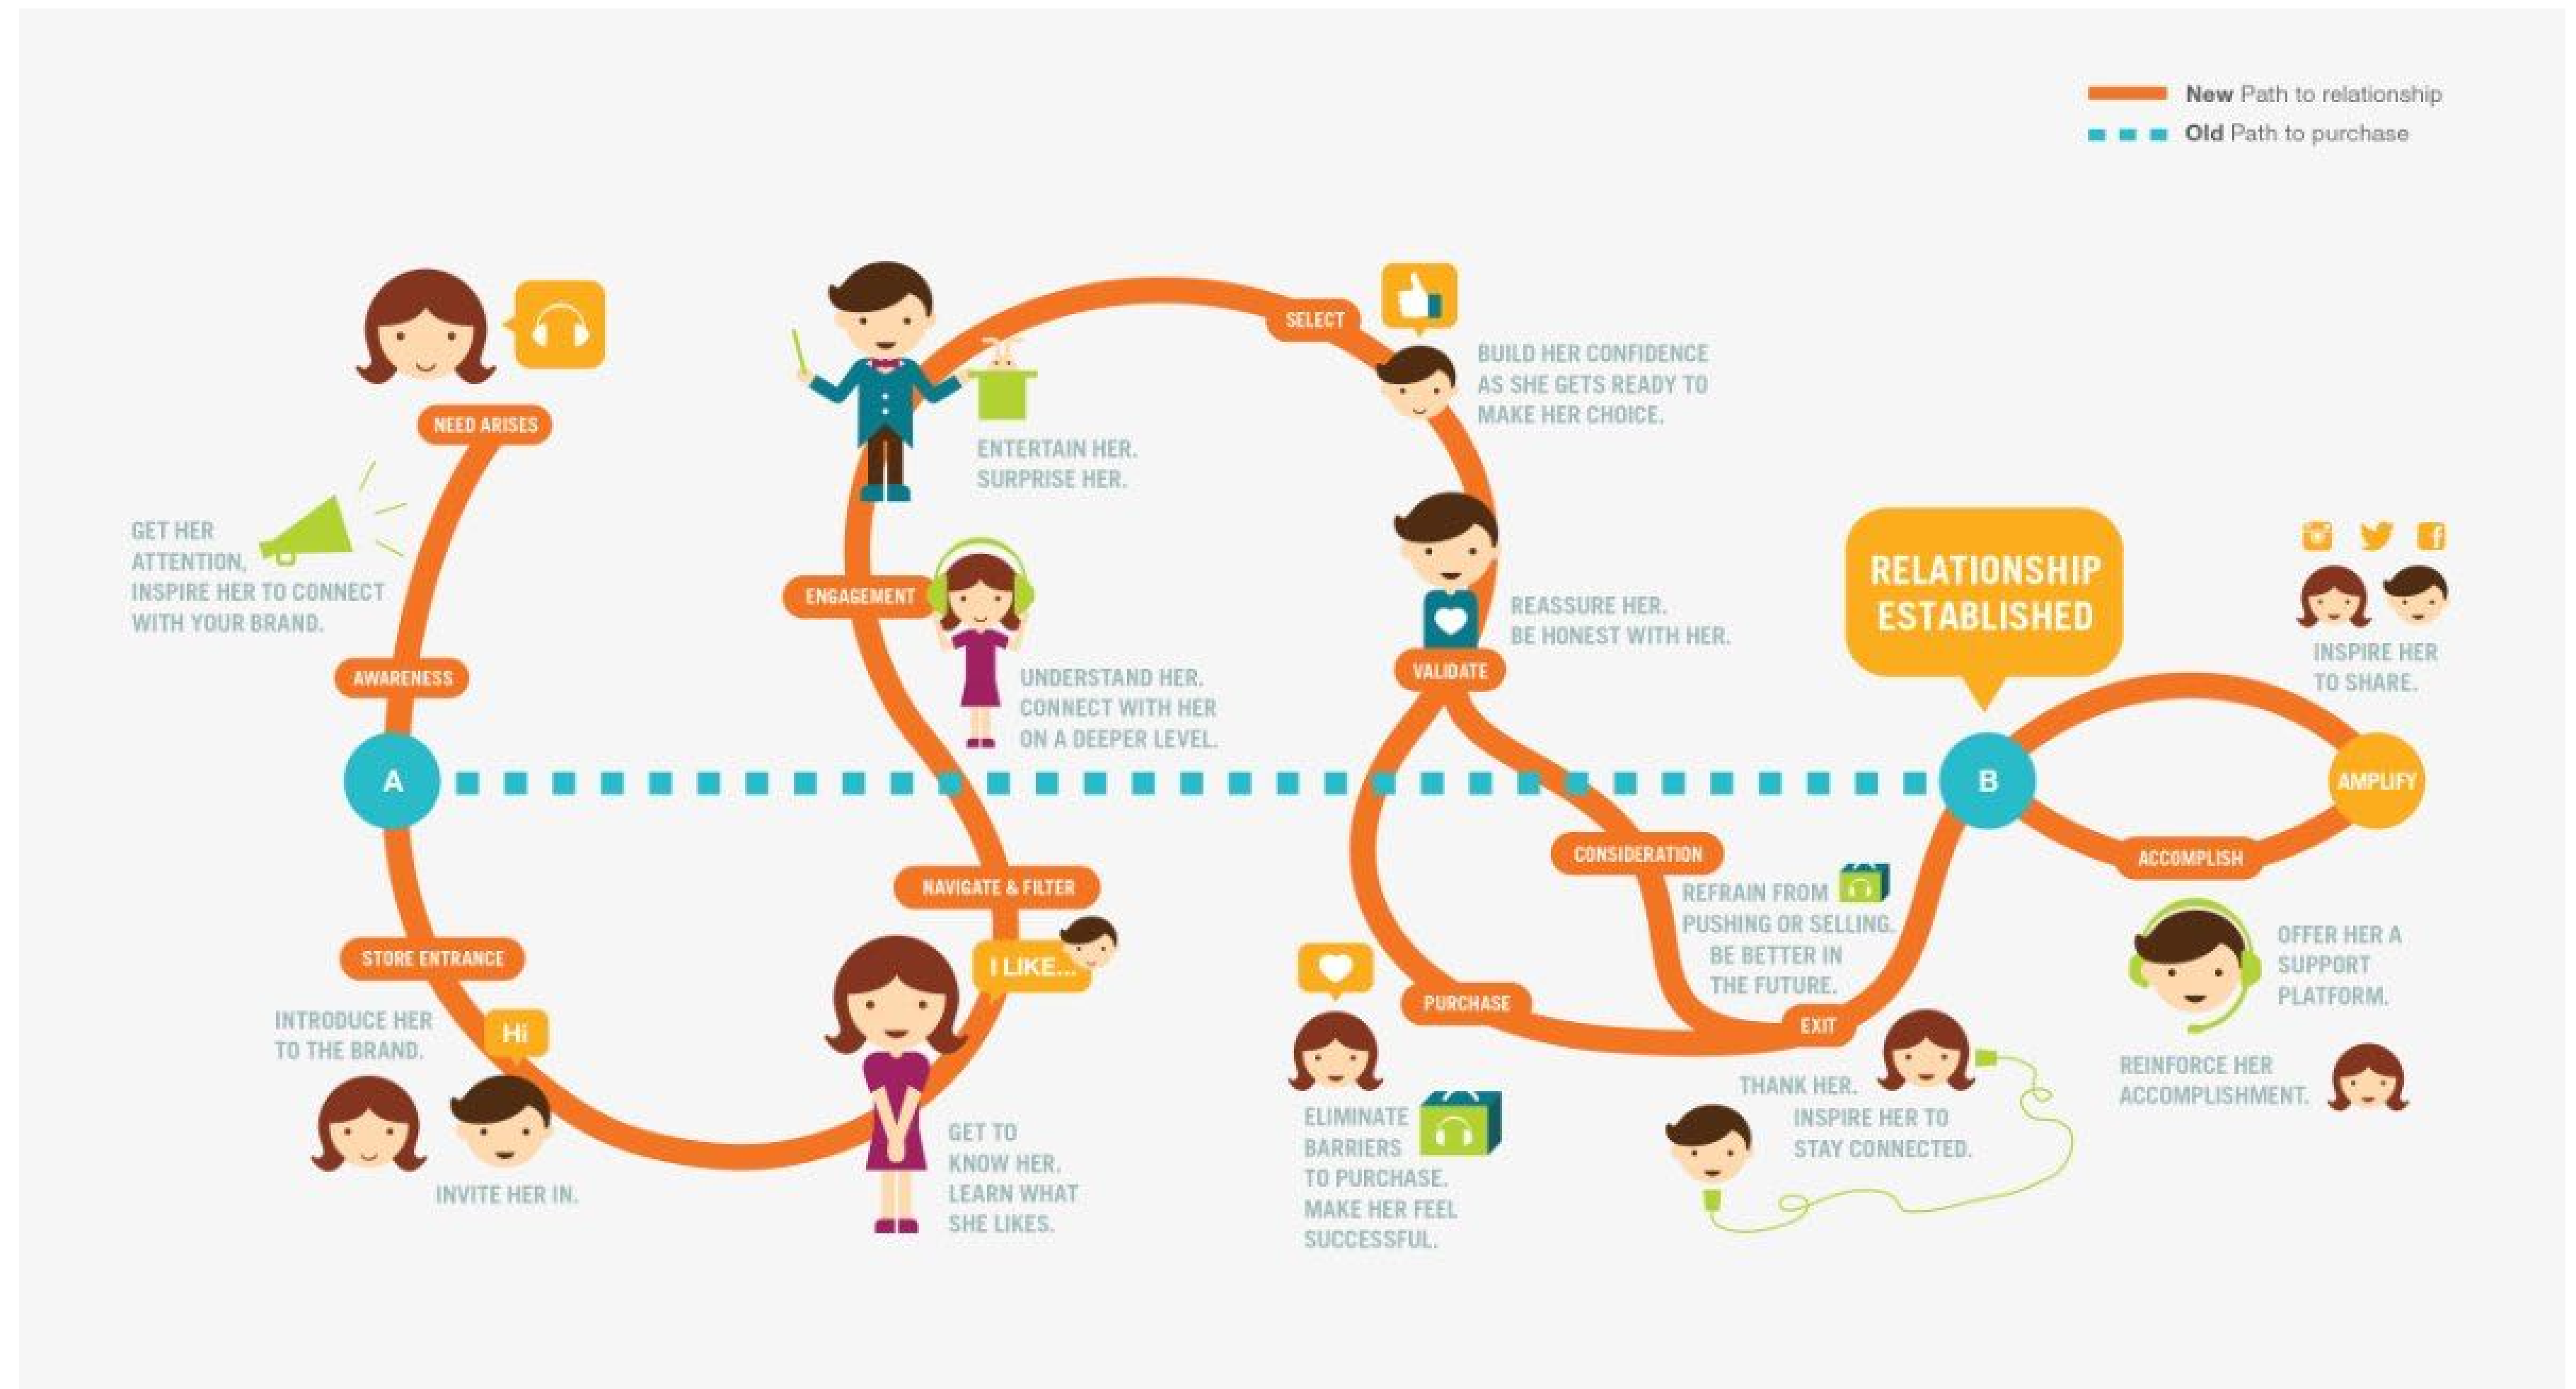 New Path to relationship
Old Path to purchase
NEED ARISES
GET HER
ATTENTION,
INSPIRE HER TO CONNECT
WITH YOUR BRAND.
AWARENESS
A
STORE ENTRANCE
INTRODUCE HER
TO THE BRAND.
Hi
INVITE HER IN.
GET TO
KNOW HER.
LEARN WHAT
SHE LIKES.
I LIKE...
NAVIGATE & FILTER
UNDERSTAND HER.
CONNECT WITH HER
ON A DEEPER LEVEL.
ENGAGEMENT
ENTERTAIN HER.
SURPRISE HER.
SELECT
BUILD HER CONFIDENCE
AS SHE GETS READY TO
MAKE HER CHOICE.
REASSURE HER.
BE HONEST WITH HER.
VALIDATE
CONSIDERATION
REFRAIN FROM
PUSHING OR SELLING.
BE BETTER IN
THE FUTURE.
PURCHASE
ELIMINATE
BARRIERS
TO PURCHASE.
MAKE HER FEEL
SUCCESSFUL.
EXIT
THANK HER.
INSPIRE HER TO
STAY CONNECTED.
RELATIONSHIP
ESTABLISHED
B
ACCOMPLISH
OFFER HER A
SUPPORT
PLATFORM.
REINFORCE HER
ACCOMPLISHMENT.
AMPLIFY
INSPIRE HER
TO SHARE.